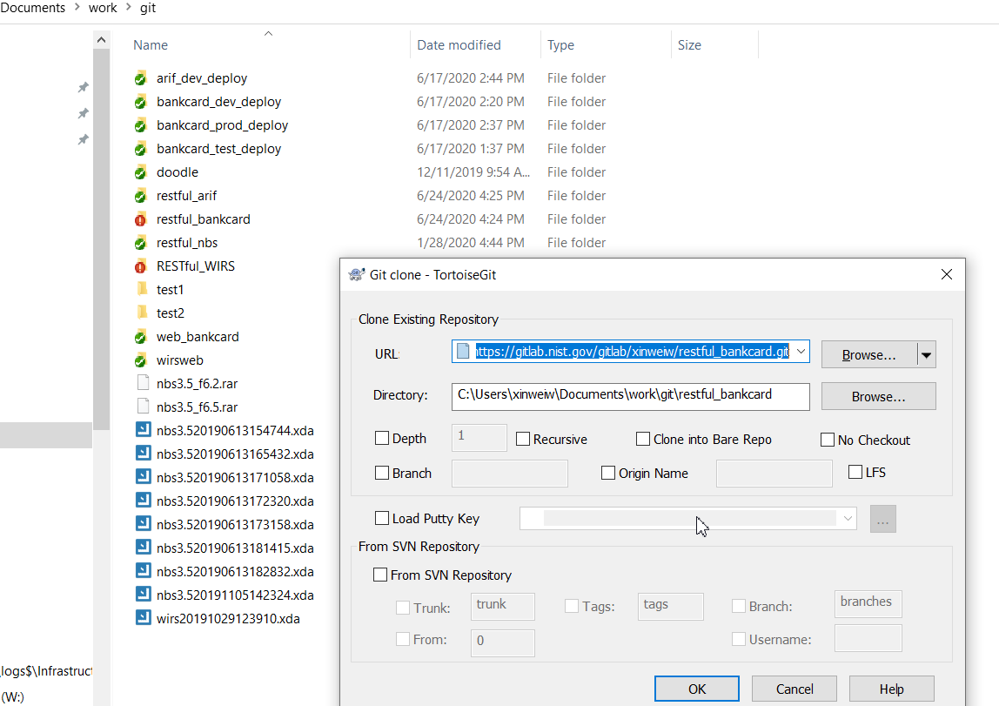 Documents > work > git
Name Date modified Type Size
arif_dev_deploy 6/17/2020 2:44 PM File folder
bankcard_dev_deploy 6/17/2020 2:20 PM File folder
bankcard_prod_deploy 6/17/2020 2:37 PM File folder
bankcard_test_deploy 6/17/2020 1:37 PM File folder
doodle 12/11/2019 9:54 A... File folder
restful_arif 6/24/2020 4:25 PM File folder
restful_bankcard 6/24/2020 4:24 PM File folder
restful_nbs 1/28/2020 4:44 PM File folder
RESTful_WIRS
test1
test2
web_bankcard
wirsweb
nbs3.5_f6.2.rar
nbs3.5_f6.5.rar
nbs3.520190613154744.xda
nbs3.520190613165432.xda
nbs3.520190613171058.xda
nbs3.520190613172320.xda
nbs3.520190613173158.xda
nbs3.520190613181415.xda
nbs3.520190613182832.xda
nbs3.520191105142324.xda
wirs20191029123910.xda
_logs$\Infrastruct
(W:)
Git clone - TortoiseGit
Clone Existing Repository
URL: https://gitlab.nist.gov/gitlab/xinweiw/restful_bankcard.git Browse...
Directory: C:\Users\xinweiw\Documents\work\git\restful_bankcard Browse...
Depth 1 Recursive Clone into Bare Repo No Checkout
Branch Origin Name LFS
Load Putty Key ...
From SVN Repository
From SVN Repository
Trunk: trunk Tags: tags Branch: branches
From: 0 Username:
OK Cancel Help